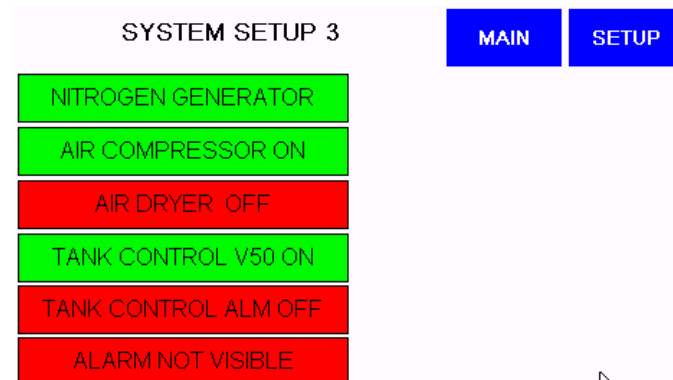 SYSTEM SETUP 3
MAIN
SETUP
NITROGEN GENERATOR
AIR COMPRESSOR ON
AIR DRYER OFF
TANK CONTROL V50 ON
TANK CONTROL ALM OFF
ALARM NOT VISIBLE